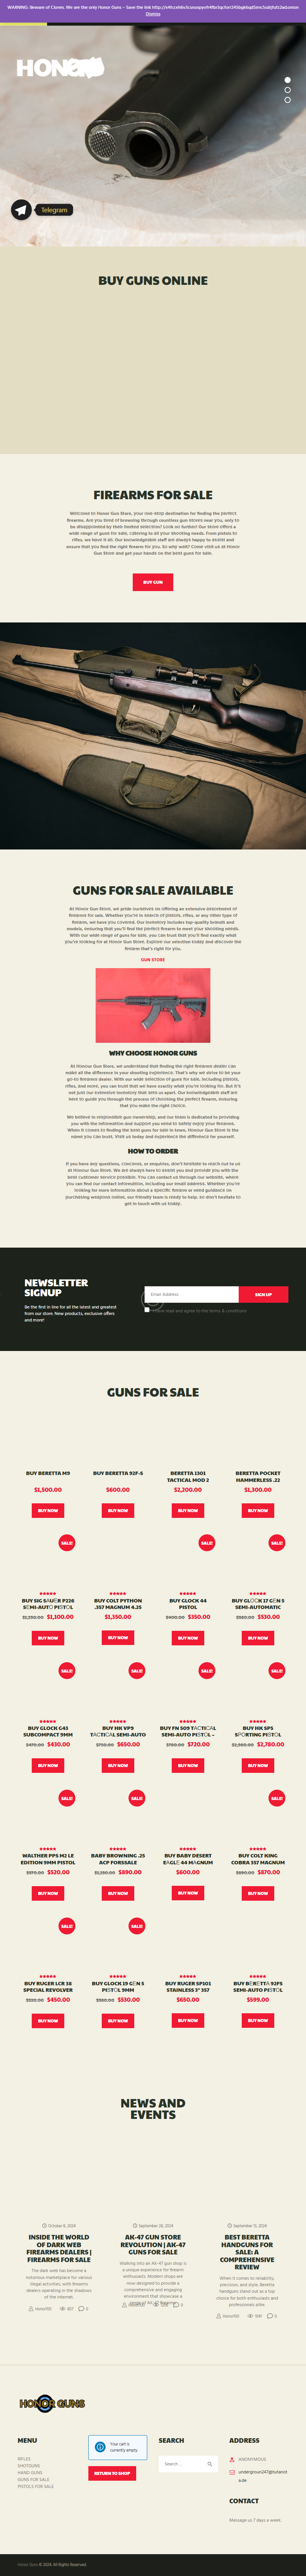 WARNING: Beware of Clones. We are the only Honor Guns – Save the link
Dismiss
HONOR
Telegram
BUY GUNS ONLINE
FIREARMS FOR SALE
Welcome to Honor Gun Store, your one-stop destination for finding the perfect
firearms. Are you tired of browsing through countless gun stores near you, only to
be disappointed by their limited selection? Look no further! Our store offers a
wide range of guns for sale, catering to all your shooting needs. From pistols to
rifles, we have it all. Our knowledgeable staff are always happy to assist and
ensure that you find the right firearm for you. So why wait? Come visit us at Honor
Gun Store and get your hands on the best guns for sale.
BUY GUN
GUNS FOR SALE AVAILABLE
At Honor Gun Store, we pride ourselves on offering an extensive assortment of
firearms for sale. Whether you're in search of pistols, rifles, or any other type of
firearm, we have you covered. Our inventory includes top-quality brands and
models, ensuring that you'll find the perfect firearm to meet your shooting needs.
With our wide range of guns for sale, you can trust that you'll find exactly what
you're looking for at Honor Gun Store. Explore our selection today and discover the
firearm that's right for you.
GUN STORE
WHY CHOOSE HONOR GUNS
At Honor Gun Store, we understand that finding the right firearms dealer can
make all the difference in your shooting experience. That's why we strive to be your
go-to firearms dealer. With our wide selection of guns for sale, including pistols,
rifles, and more, you can trust that we have exactly what you're looking for. But it's
not just our extensive inventory that sets us apart. Our knowledgeable staff are
here to guide you through the process of choosing the perfect firearm, ensuring
that you make the right choice.
We believe in responsible gun ownership, and our team is dedicated to providing
you with the information and support you need to safely enjoy your firearms.
When it comes to finding the best guns for sale in town, Honour Gun Store is the
name you can trust. Visit us today and experience the difference for yourself.
HOW TO ORDER
If you have any questions, concerns, or enquiries, don't hesitate to reach out to us
at Honor Gun Store. We are always here to assist you and provide you with the
best customer service possible. You can contact us through our website, where
you can find our contact information, including our email address. Whether you're
looking for more information about a specific firearm or need guidance on
purchasing weapons online, our friendly team is ready to help. So don't hesitate to
get in touch with us today.
NEWSLETTER
SIGNUP
Be the first in line for all the latest and greatest
from our store. New products, exclusive offers
and more!
Email Address
SIGN UP
I have read and agree to the terms & conditions
GUNS FOR SALE
BUY BERETTA M9
$1,500.00
BUY NOW
BUY BERETTA 92F-S
$600.00
BUY NOW
BERETTA 1301
TACTICAL MOD 2
$2,200.00
BUY NOW
BERETTA POCKET
HAMMERLESS .22
$1,300.00
BUY NOW
SALE!
BUY SIG SAUER P226
SEMI-AUTO PISTOL
$1,250.00 $1,100.00
BUY NOW
BUY COLT PYTHON
.357 MAGNUM 4.25
$1,350.00
BUY NOW
SALE!
BUY GLOCK 44
PISTOL
$400.00 $350.00
BUY NOW
SALE!
BUY GLOCK 17 GEN 5
SEMI-AUTOMATIC
$580.00 $530.00
BUY NOW
SALE!
BUY GLOCK G43
SUBCOMPACT 9MM
$470.00 $430.00
BUY NOW
SALE!
BUY HK VP9
TACTICAL SEMI-AUTO
$750.00 $650.00
BUY NOW
SALE!
BUY FN 509 TACTICAL
SEMI-AUTO PISTOL –
$780.00 $720.00
BUY NOW
SALE!
BUY HK SP5
SPORTING PISTOL
$2,980.00 $2,780.00
BUY NOW
SALE!
WALTHER PPS M2 LE
EDITION 9MM PISTOL
$570.00 $520.00
BUY NOW
SALE!
BABY BROWNING .25
ACP FORSSALE
$1,290.00 $890.00
BUY NOW
BUY BABY DESERT
EAGLE 44 MAGNUM
$600.00
BUY NOW
SALE!
BUY COLT KING
COBRA 357 MAGNUM
$890.00 $870.00
BUY NOW
SALE!
BUY RUGER LCR 38
SPECIAL REVOLVER
$520.00 $450.00
BUY NOW
SALE!
BUY GLOCK 19 GEN 5
PISTOL 9MM
$580.00 $530.00
BUY NOW
BUY RUGER SP101
STAINLESS 3" 357
$650.00
BUY NOW
BUY BERETTA 92FS
SEMI-AUTO PISTOL
$599.00
BUY NOW
NEWS AND
EVENTS
October 8, 2024
INSIDE THE WORLD
OF DARK WEB
FIREARMS DEALERS |
FIREARMS FOR SALE
The dark web has become a
notorious marketplace for various
illegal activities, with firearms
dealers operating in the shadows
of the internet.
September 28, 2024
AK-47 GUN STORE
REVOLUTION | AK-47
GUNS FOR SALE
Walking into an AK-47 gun shop is
a unique experience for firearm
enthusiasts. Modern shops are
now designed to provide a
comprehensive and engaging
environment that showcase a
September 15, 2024
BEST BERETTA
HANDGUNS FOR
SALE: A
COMPREHENSIVE
REVIEW
When it comes to reliability,
precision, and style, Beretta
handguns stand out as a top
choice for both enthusiasts and
professionals alike.
HONOR GUNS
MENU
RIFLES
SHOTGUNS
HAND GUNS
GUNS FOR SALE
PISTOLS FOR SALE
Your cart is
currently empty.
RETURN TO SHOP
SEARCH
Search …
ADDRESS
ANONYMOUS
CONTACT
Message us 7 days a week.
Honor Guns © 2024. All Rights Reserved.